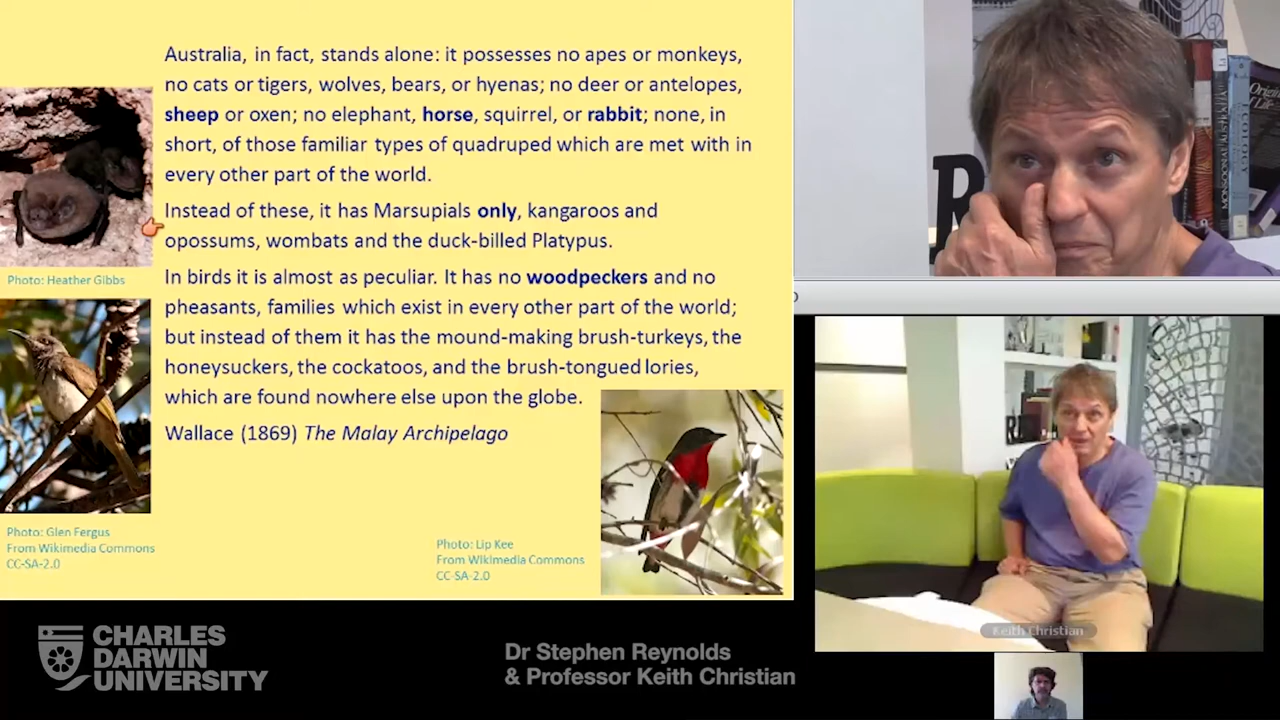 Australia, in fact, stands alone: it possesses no apes or monkeys,
no cats or tigers, wolves, bears, or hyenas; no deer or antelopes,
sheep or oxen; no elephant, horse, squirrel, or rabbit; none, in
short, of those familiar types of quadruped which are met with in
every other part of the world.
Instead of these, it has Marsupials only, kangaroos and
opossums, wombats and the duck-billed Platypus.
In birds it is almost as peculiar. It has no woodpeckers and no
pheasants, families which exist in every other part of the world;
but instead of them it has the mound-making brush-turkeys, the
honeysuckers, the cockatoos, and the brush-tongued lories,
which are found nowhere else upon the globe.
Wallace (1869) The Malay Archipelago
Photo: Heather Gibbs
Photo: Glen Fergus
From Wikimedia Commons
CC-SA-2.0
Photo: Lip Kee
From Wikimedia Commons
CC-SA-2.0
ECOLOGY
Keith Christian
CHARLES
DARWIN
UNIVERSITY
Dr Stephen Reynolds
& Professor Keith Christian